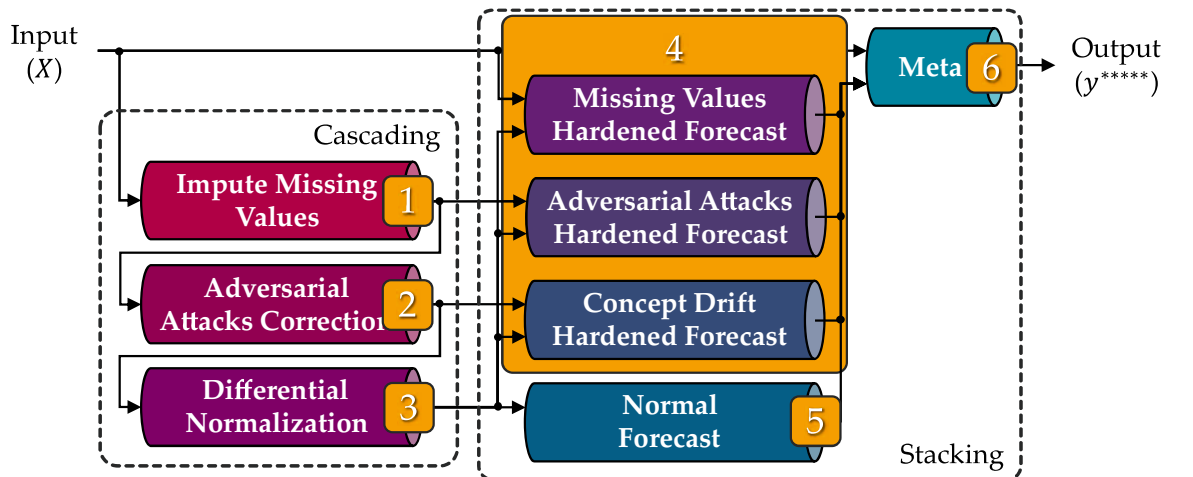 Input
(X)
Cascading
Impute Missing
Values
1
Adversarial
Attacks Correction
2
Differential
Normalization
3
4
Missing Values
Hardened Forecast
Adversarial Attacks
Hardened Forecast
Concept Drift
Hardened Forecast
Normal
Forecast
5
Stacking
Meta
6
Output
(y*****)